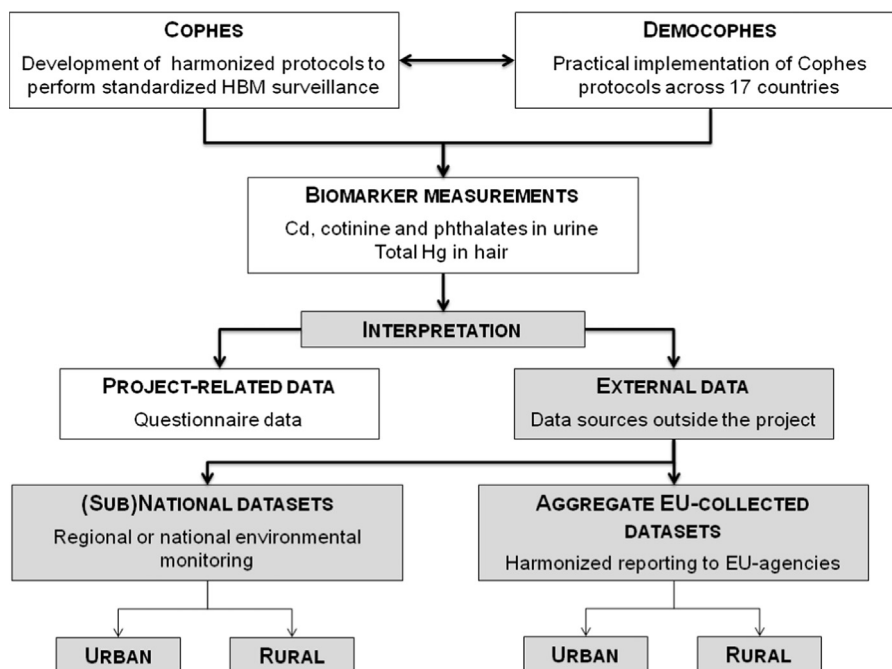 COPHES
Development of harmonized protocols to
perform standardized HBM surveillance
DEMOCOPHES
Practical implementation of Cophes
protocols across 17 countries
BIOMARKER MEASUREMENTS
Cd, cotinine and phthalates in urine
Total Hg in hair
INTERPRETATION
PROJECT-RELATED DATA
Questionnaire data
EXTERNAL DATA
Data sources outside the project
(SUB)NATIONAL DATASETS
Regional or national environmental
monitoring
AGGREGATE EU-COLLECTED
DATASETS
Harmonized reporting to EU-agencies
URBAN
RURAL
URBAN
RURAL